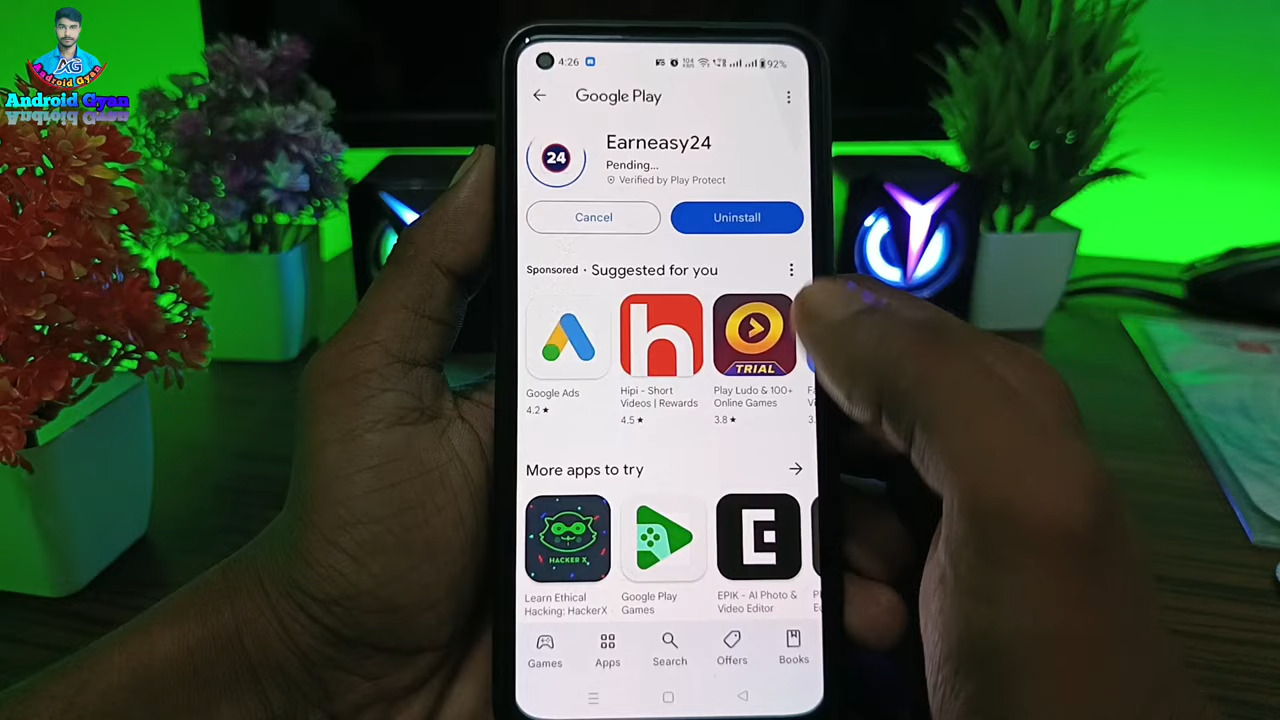 AG
Android Gyan
Android Gyan
4:26
92%
Google Play
24
Earneasy24
Pending...
Verified by Play Protect
Cancel
Uninstall
Sponsored · Suggested for you
h
TRIAL
Google Ads
4.2★
Hipi - Short
Videos | Rewards
4.5★
Play Ludo & 100+
Online Games
3.8★
More apps to try
HACKER X
Learn Ethical
Hacking: HackerX
Google Play
Games
EPIK - AI Photo &
Video Editor
Games
Apps
Search
Offers
Books